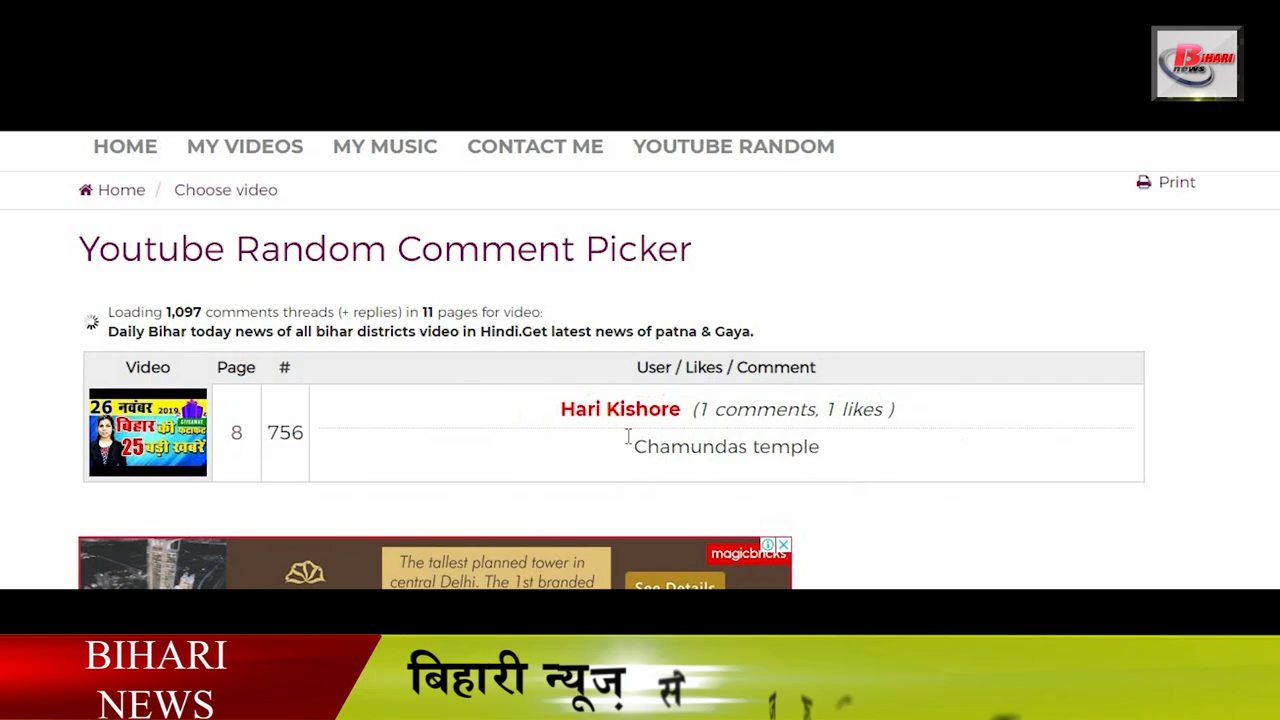 BIHARI
news
HOME MY VIDEOS MY MUSIC CONTACT ME YOUTUBE RANDOM
Home / Choose video
Print
Youtube Random Comment Picker
Loading 1,097 comments threads (+ replies) in 11 pages for video:
Daily Bihar today news of all bihar districts video in Hindi.Get latest news of patna & Gaya.
Video Page # User / Likes / Comment
26 नवंबर 2019
GIVEAWAY
बिहार की फटाफट
25 बड़ी खबरें
8 756
Hari Kishore (1 comments, 1 likes )
Chamundas temple
The tallest planned tower in
central Delhi. The 1st branded
magicbricks
See Details
BIHARI
NEWS
बिहारी न्यूज़ से